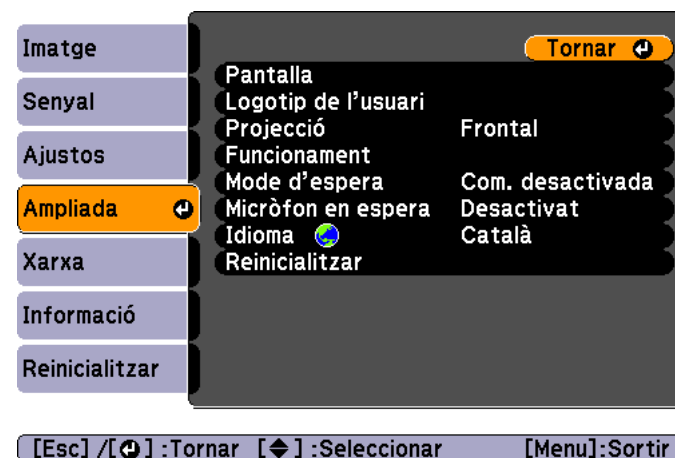 Imatge
Senyal
Ajustos
Ampliada
Xarxa
Informació
Reinicialitzar
Tornar
Pantalla
Logotip de l'usuari
Projecció Frontal
Funcionament
Mode d'espera Com. desactivada
Micròfon en espera Desactivat
Idioma Català
Reinicialitzar
[Esc] /[ ] :Tornar [ ] :Seleccionar [Menu]:Sortir